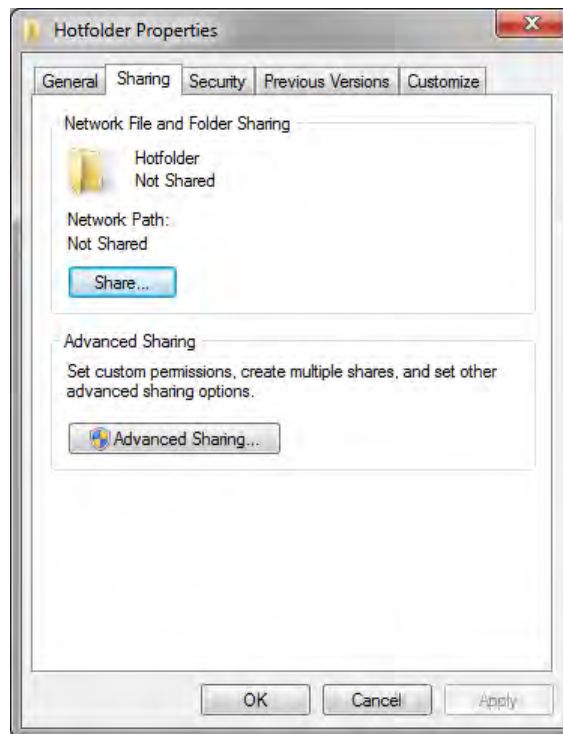 Hotfolder Properties
General Sharing Security Previous Versions Customize
Network File and Folder Sharing
Hotfolder
Not Shared
Network Path:
Not Shared
Share...
Advanced Sharing
Set custom permissions, create multiple shares, and set other
advanced sharing options.
Advanced Sharing...
OK Cancel Apply